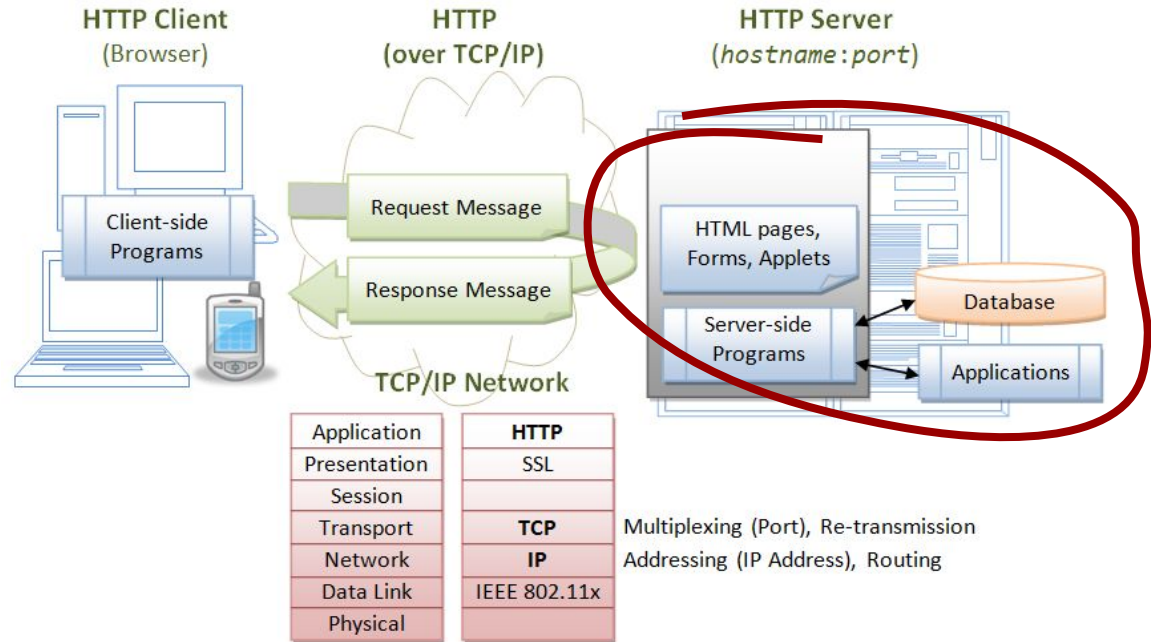 HTTP Client
(Browser)
HTTP
(over TCP/IP)
HTTP Server
(hostname:port)
Client-side
Programs
Request Message
Response Message
TCP/IP Network
HTML pages,
Forms, Applets
Server-side
Programs
Database
Applications
Application HTTP
Presentation SSL
Session
Transport TCP Multiplexing (Port), Re-transmission
Network IP Addressing (IP Address), Routing
Data Link IEEE 802.11x
Physical